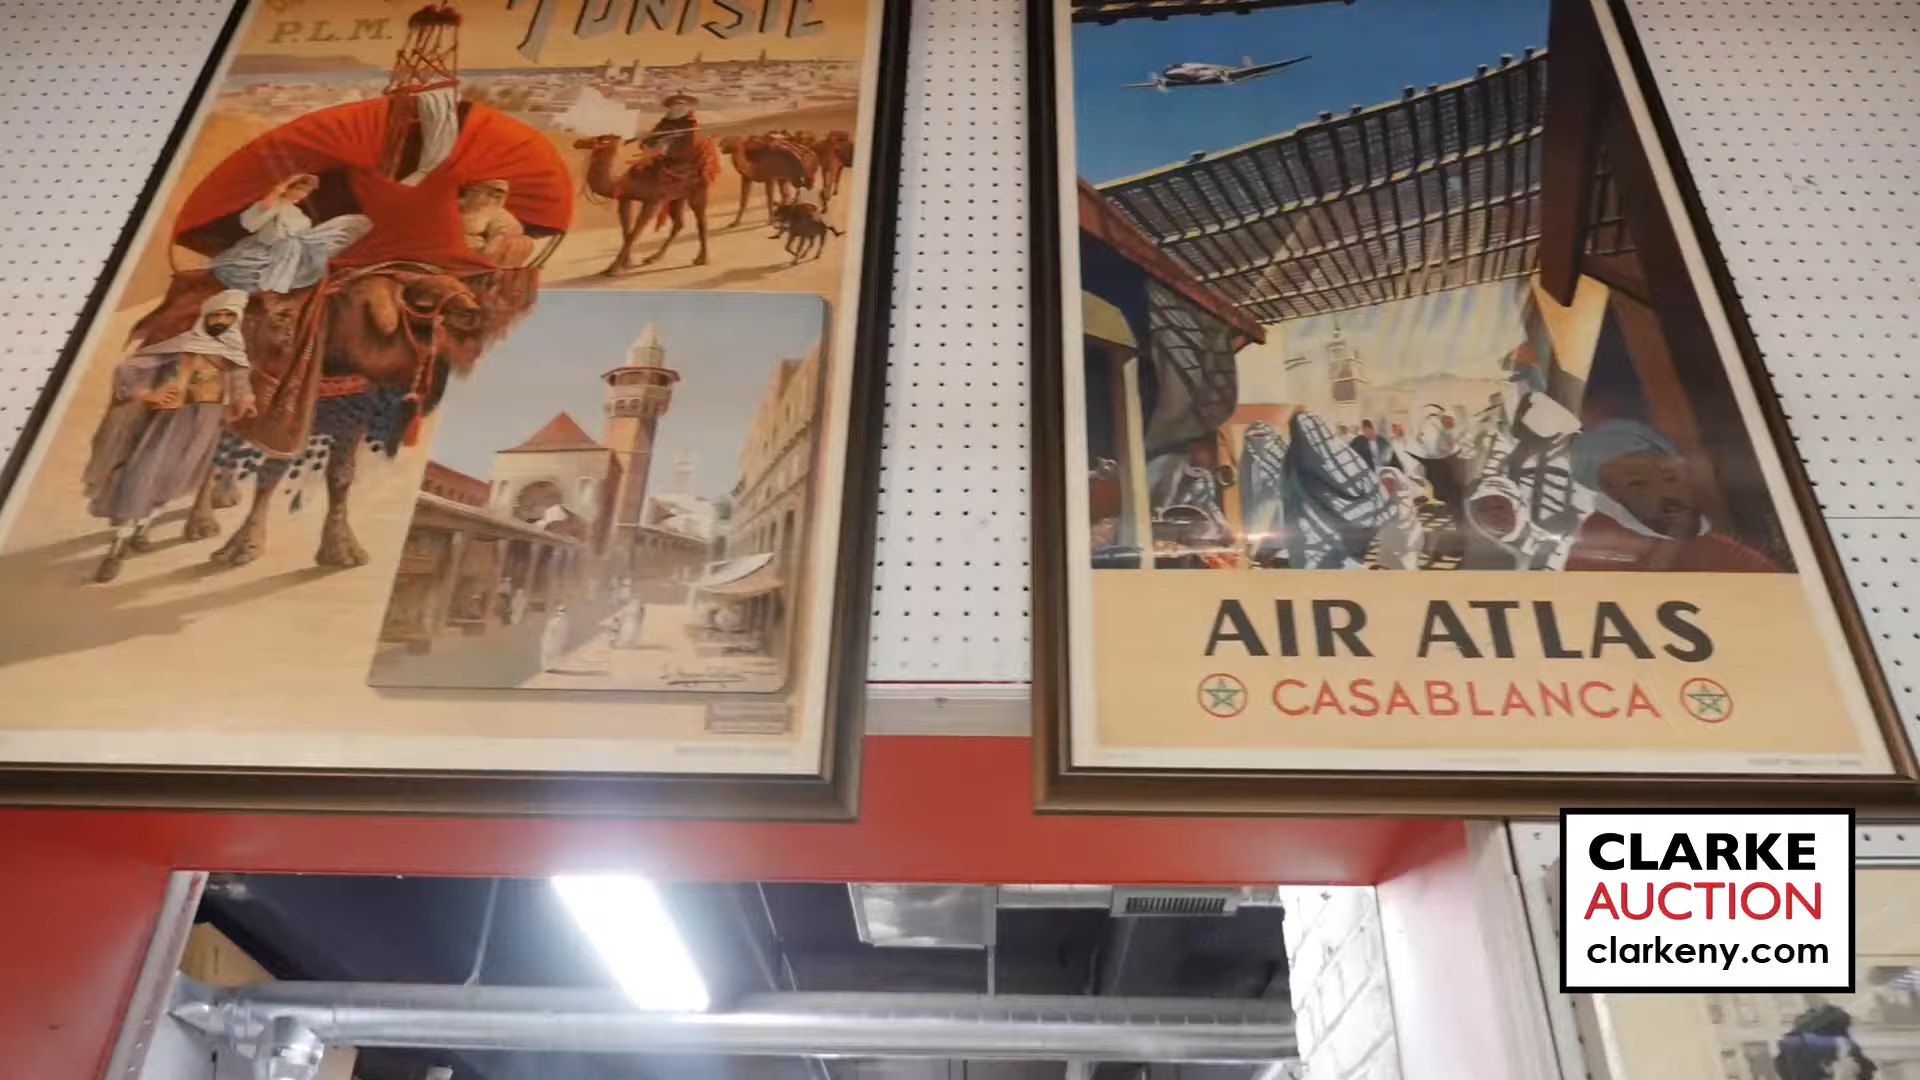 P.L.M.
TUNISIE
AIR ATLAS
CASABLANCA
CLARKE
AUCTION
clarkeny.com